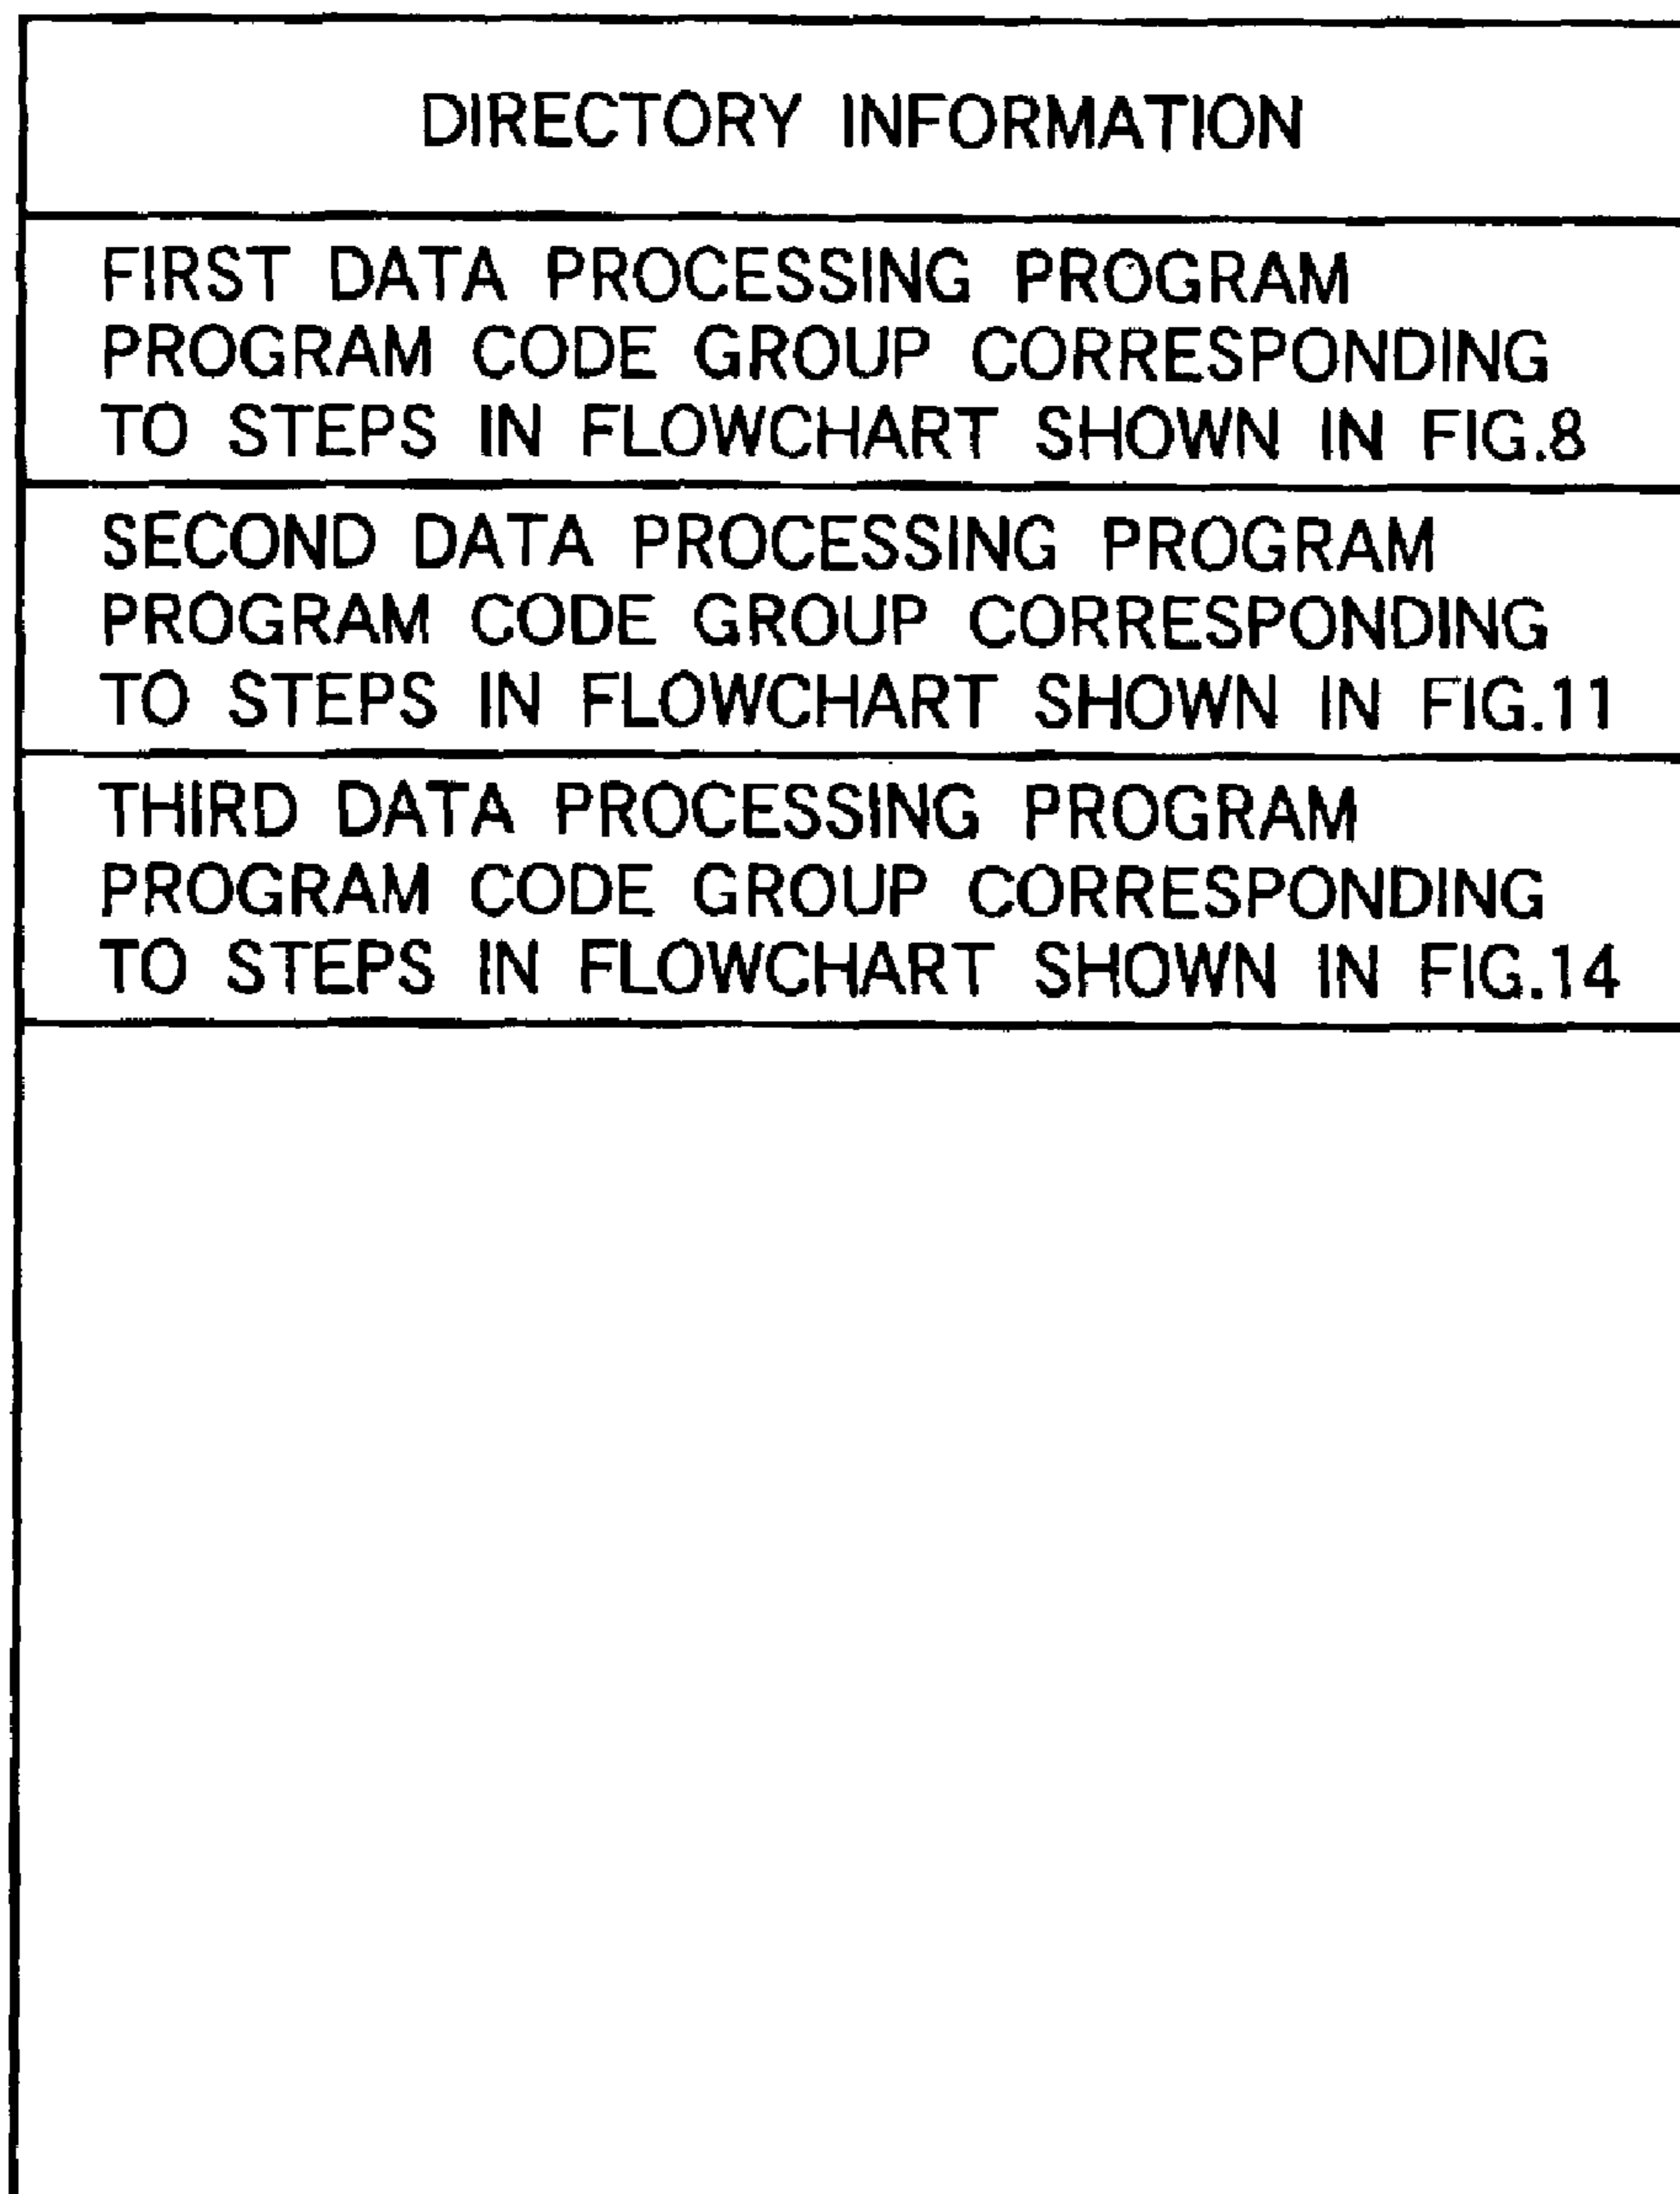 DIRECTORY INFORMATION
FIRST DATA PROCESSING PROGRAM
PROGRAM CODE GROUP CORRESPONDING
TO STEPS IN FLOWCHART SHOWN IN FIG.8
SECOND DATA PROCESSING PROGRAM
PROGRAM CODE GROUP CORRESPONDING
TO STEPS IN FLOWCHART SHOWN IN FIG.11
THIRD DATA PROCESSING PROGRAM
PROGRAM CODE GROUP CORRESPONDING
TO STEPS IN FLOWCHART SHOWN IN FIG.14